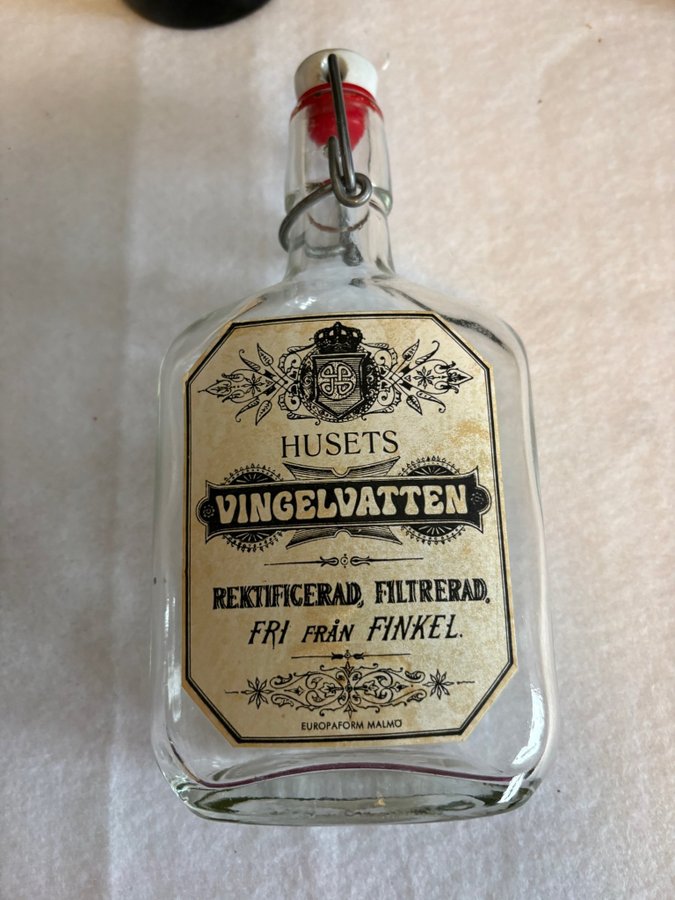 HUSETS
VINGELVATTEN
REKTIFICERAD, FILTRERAD,
FRI FRÅN FINKEL.
EUROPAFORM MALMÖ